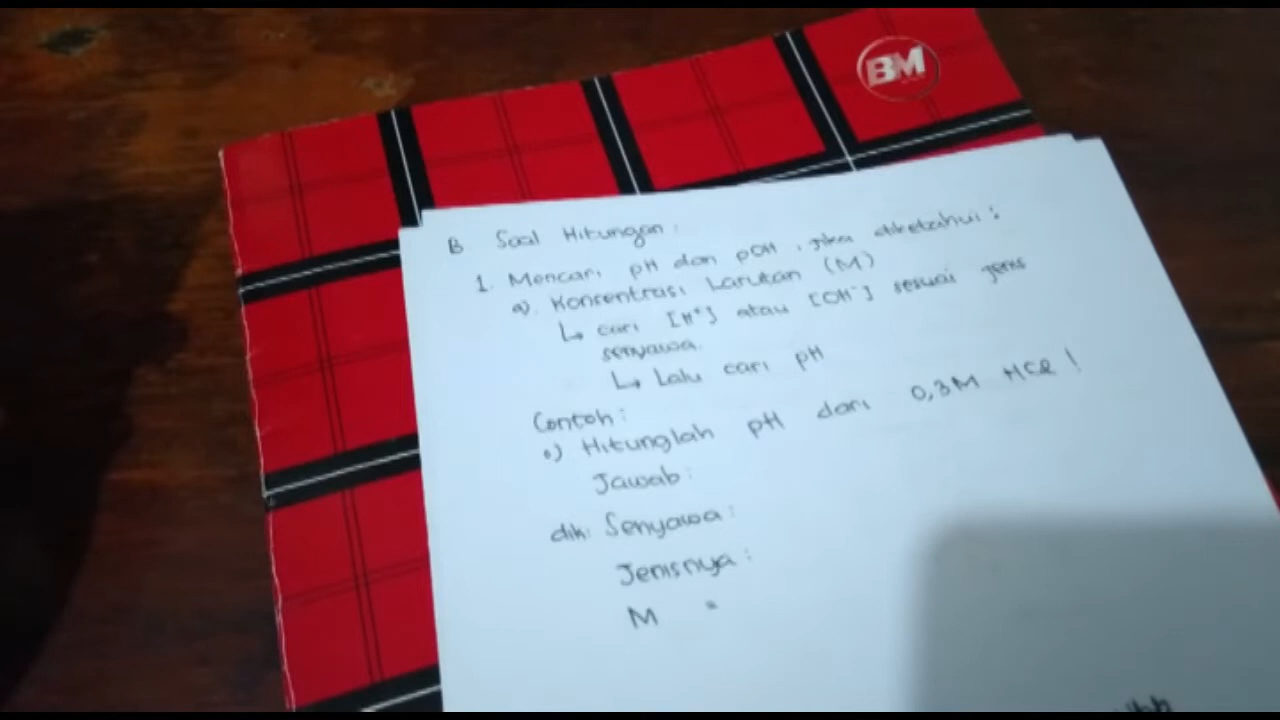 BM
B Soal Hitungan :
1. Mencari pH dan pOH , jika diketahui :
a). Konsentrasi Larutan (M)
↳ cari [H⁺] atau [OH⁻] sesuai jenis
senyawa.
↳ Lalu cari pH
Contoh :
•) Hitunglah pH dari 0,3M HCl !
Jawab :
dik: Senyawa :
Jenisnya :
M =